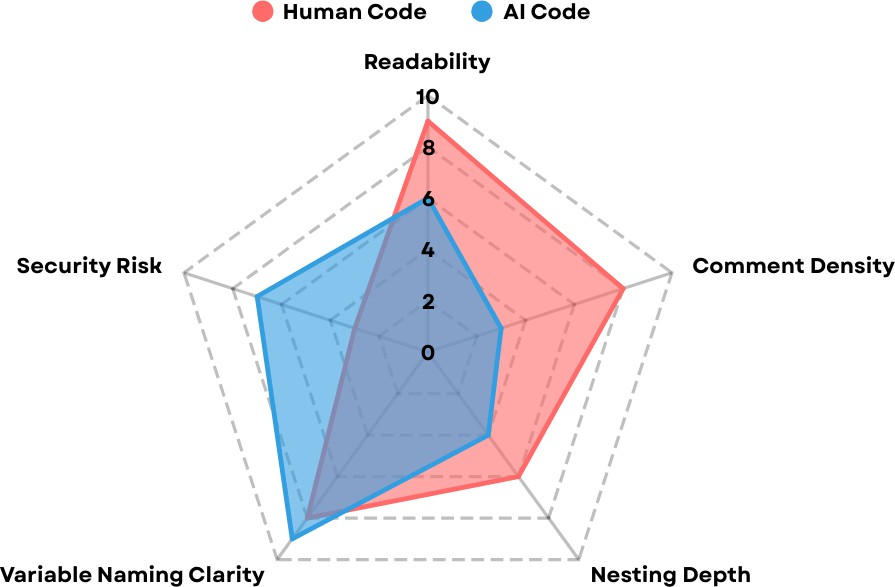 Human Code
AI Code
Readability
10
8
6
4
2
0
Security Risk
Comment Density
Variable Naming Clarity
Nesting Depth